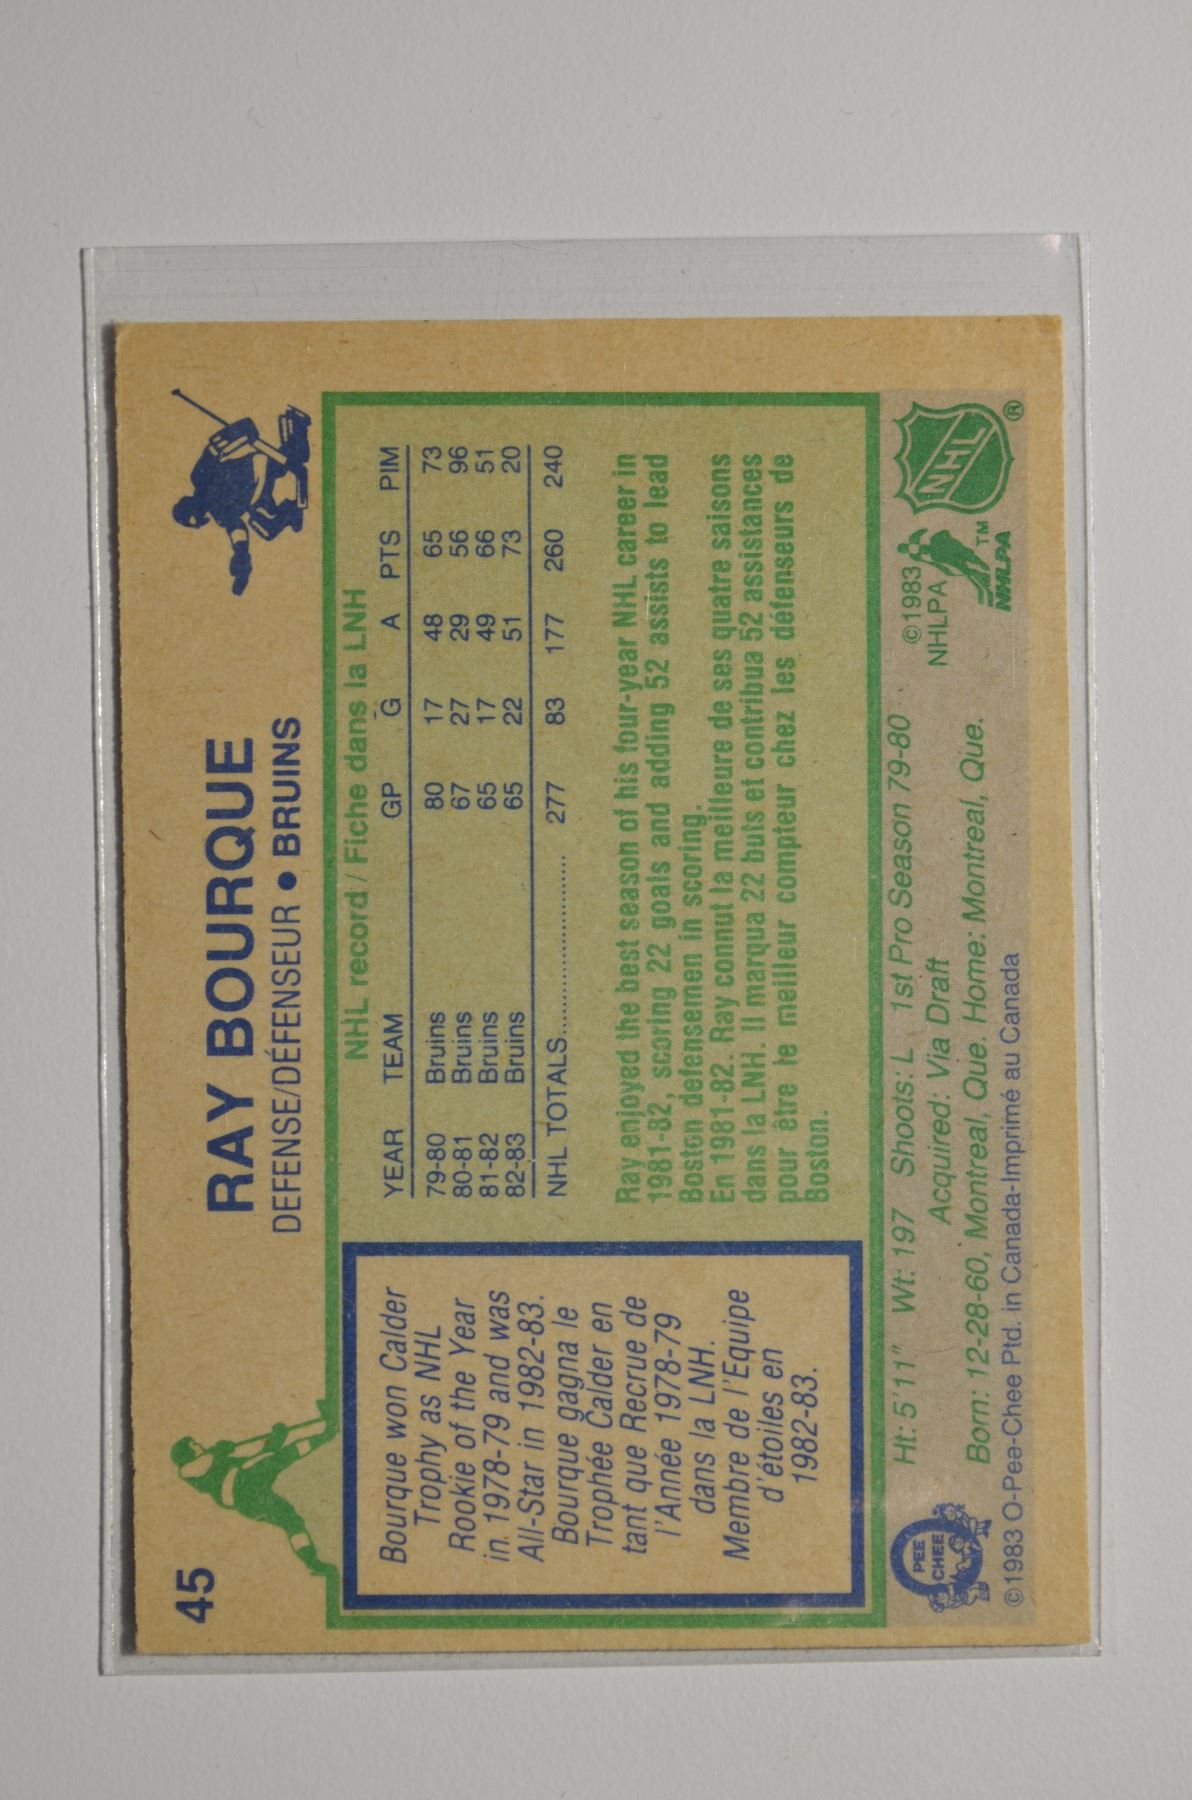 45
RAY BOURQUE
DEFENSE/DÉFENSEUR ● BRUINS
Bourque won Calder
Trophy as NHL
Rookie of the Year
in 1978-79 and was
All-Star in 1982-83.
Bourque gagna le
Trophée Calder en
tant que Recrue de
l'Année 1978-79
dans la LNH.
Membre de l'Equipe
d'étoiles en
1982-83.
NHL record / Fiche dans la LNH
YEAR TEAM GP G A PTS PIM
79-80 Bruins 80 17 48 65 73
80-81 Bruins 67 27 29 56 96
81-82 Bruins 65 17 49 66 51
82-83 Bruins 65 22 51 73 20
NHL TOTALS.................... 277 83 177 260 240
Ray enjoyed the best season of his four-year NHL career in
1981-82, scoring 22 goals and adding 52 assists to lead
Boston defensemen in scoring.
En 1981-82. Ray connut la meilleure de ses quatre saisons
dans la LNH. Il marqua 22 buts et contribua 52 assistances
pour être le meilleur compteur chez les défenseurs de
Boston.
PEE
CHEE
Ht: 5'11" Wt: 197 Shoots: L 1st Pro Season 79-80
Acquired: Via Draft
Born: 12-28-60, Montreal, Que. Home: Montreal, Que.
©1983 O-Pee-Chee Ptd. in Canada-Imprimé au Canada
©1983
NHLPA
NHLPA
TM
NHL
®